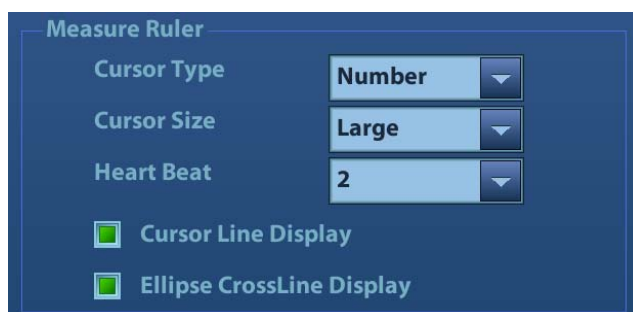 Measure Ruler
Cursor Type Number
Cursor Size Large
Heart Beat 2
Cursor Line Display
Ellipse CrossLine Display